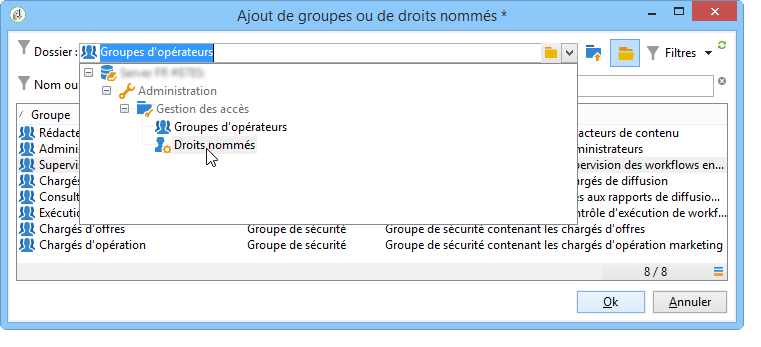 Ajout de groupes ou de droits nommés *
Dossier : Groupes d'opérateurs
Filtres
Nom ou
Administration
Gestion des accès
Groupes d'opérateurs
Droits nommés
Groupe
Rédacte acteurs de contenu
Admini ministrateurs
Supervi pervision des workflows en...
Chargés argés de diffusion
Consult es aux rapports de diffusio...
Exécutio ntrôle d'exécution de workf...
Chargés d'offres Groupe de sécurité Groupe de sécurité contenant les chargés d'offres
Chargés d'opération Groupe de sécurité Groupe de sécurité contenant les chargés d'opération marketing
8 / 8
Ok Annuler